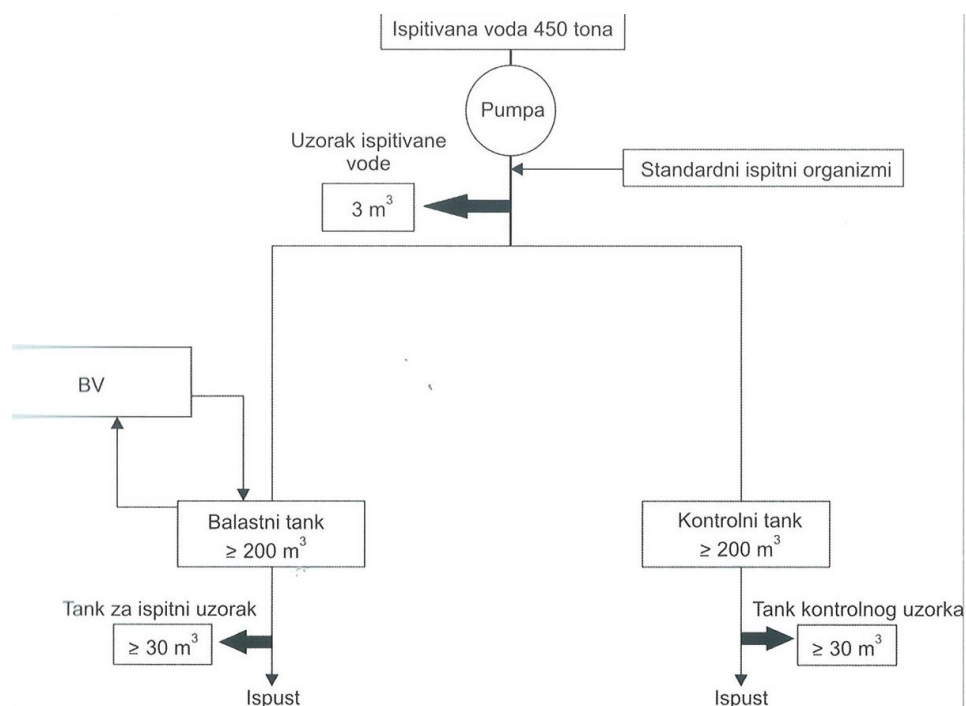 Ispitivana voda 450 tona
Pumpa
Uzorak ispitivane
vode
Standardni ispitni organizmi
3 m³
BV
Balastni tank
≥ 200 m³
Kontrolni tank
≥ 200 m³
Tank za ispitni uzorak
≥ 30 m³
Tank kontrolnog uzorka
≥ 30 m³
Ispust
Ispust